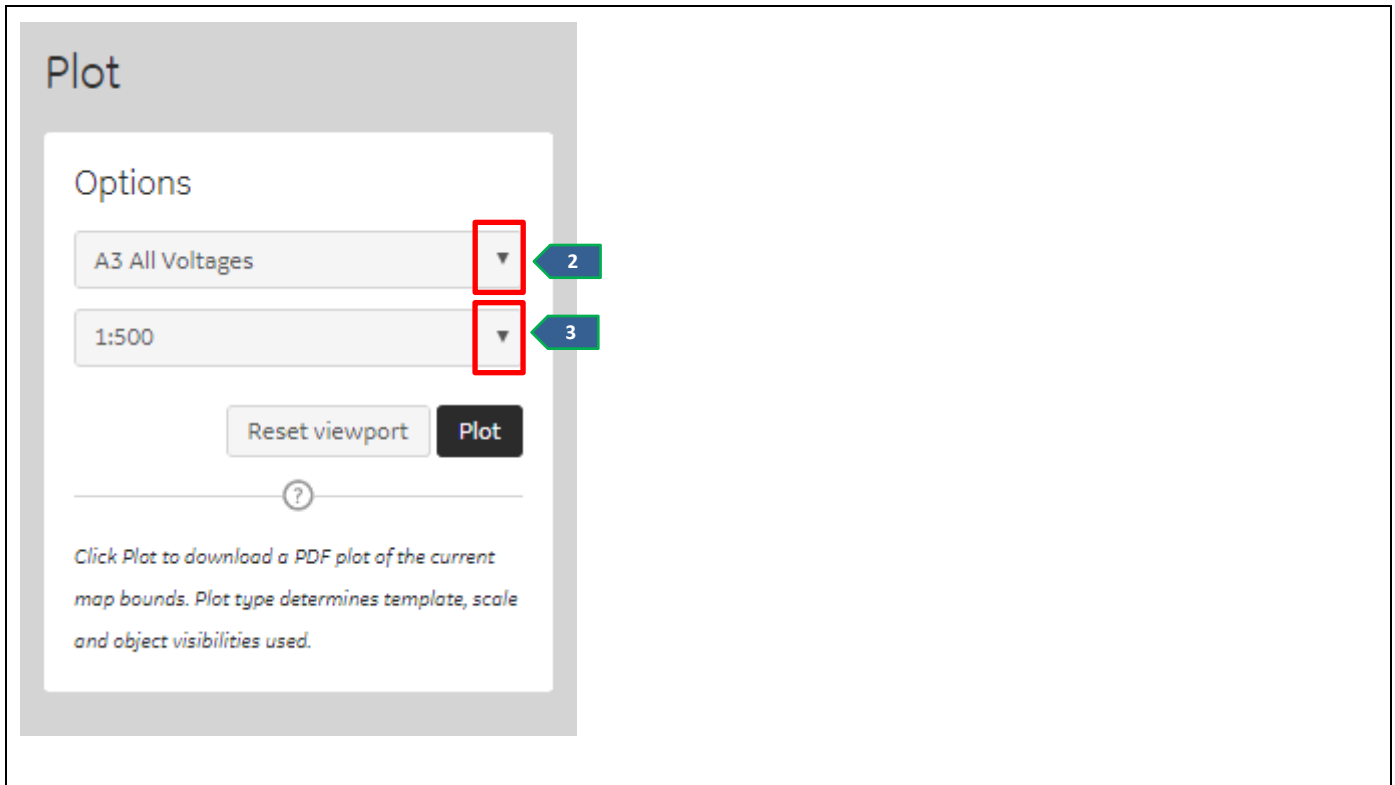 Plot
Options
A3 All Voltages ▼
2
1:500 ▼
3
Reset viewport Plot
?
Click Plot to download a PDF plot of the current
map bounds. Plot type determines template, scale
and object visibilities used.